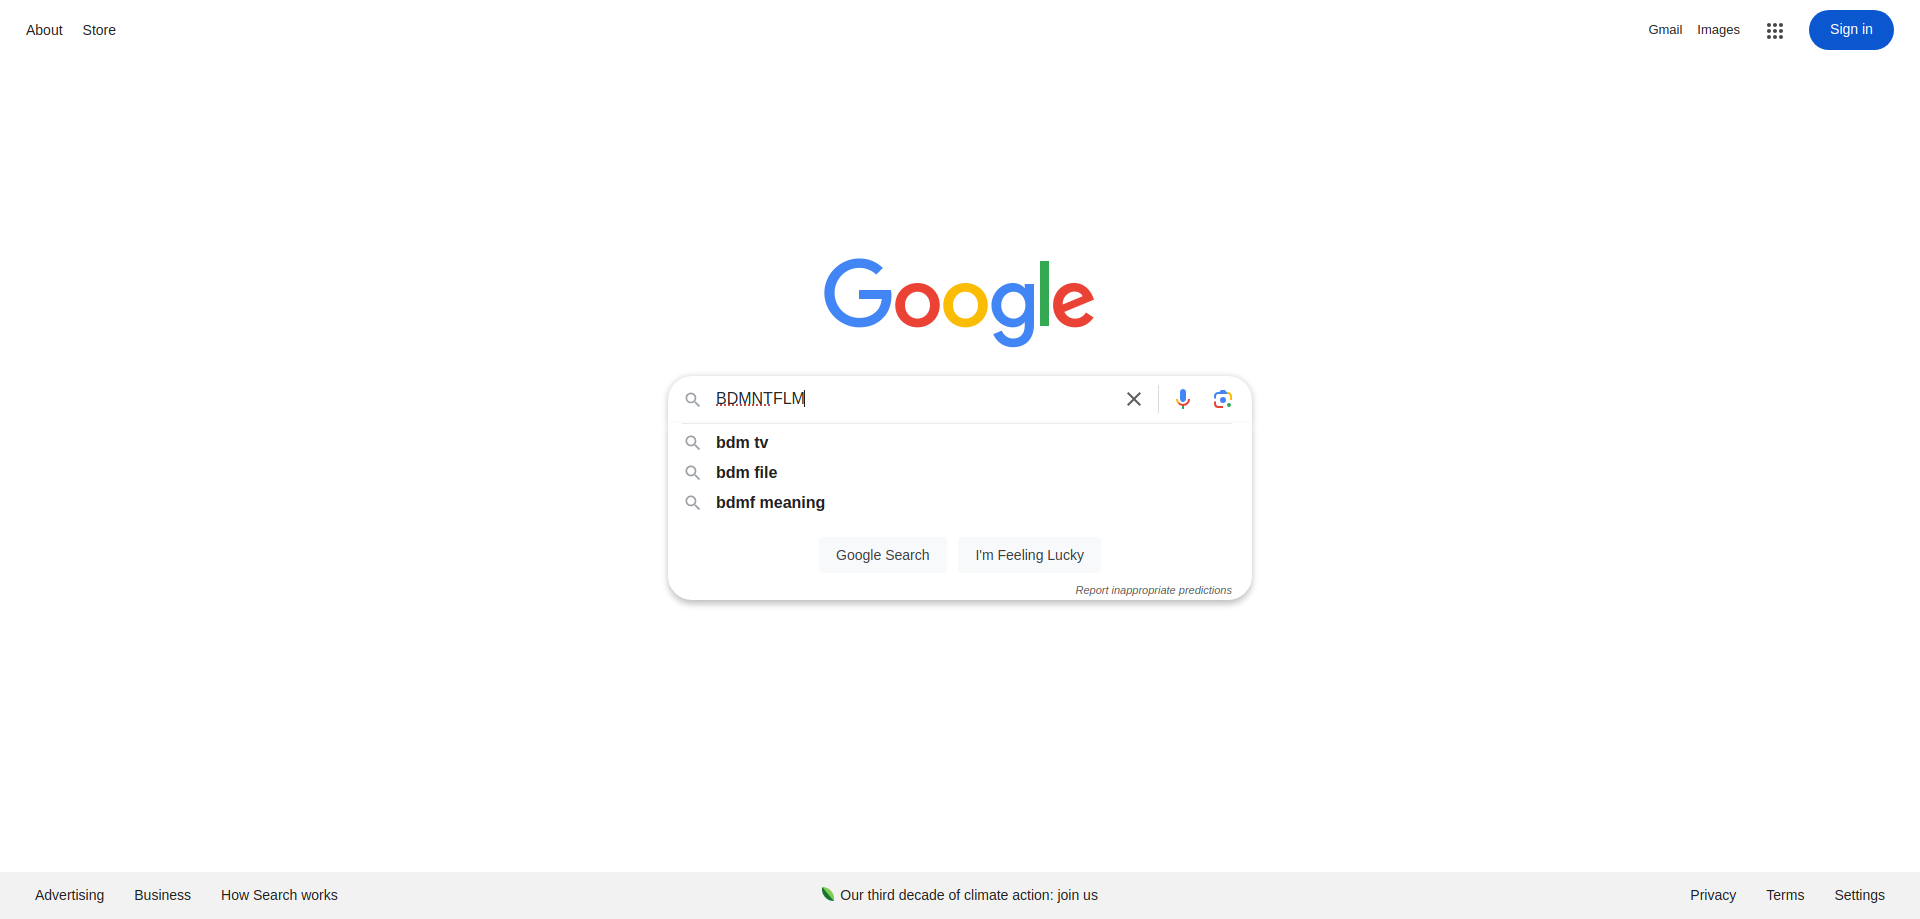 About Store
Gmail Images Sign in
Google
BDMNTFLM
bdm tv
bdm file
bdmf meaning
Google Search I'm Feeling Lucky
Report inappropriate predictions
Advertising Business How Search works
Our third decade of climate action: join us
Privacy Terms Settings